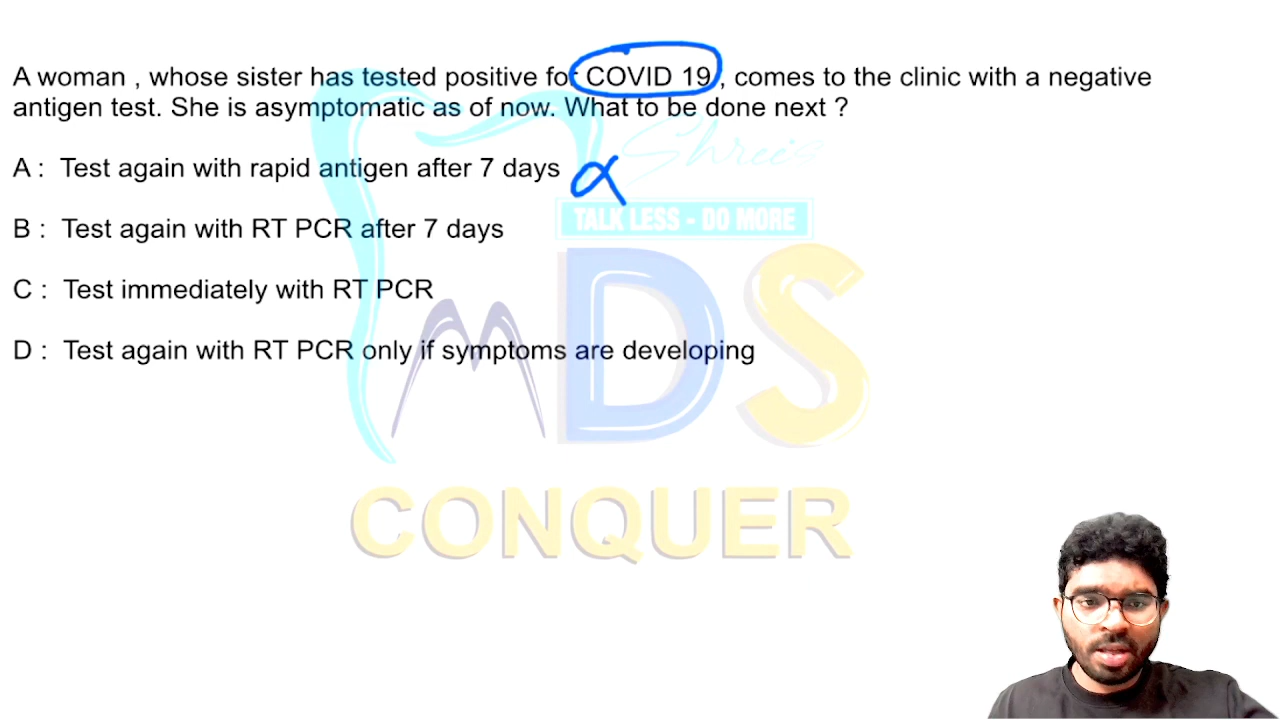 A woman , whose sister has tested positive for COVID 19 , comes to the clinic with a negative
antigen test. She is asymptomatic as of now. What to be done next ?
A : Test again with rapid antigen after 7 days
B : Test again with RT PCR after 7 days
C : Test immediately with RT PCR
D : Test again with RT PCR only if symptoms are developing
TALK LESS - DO MORE
MDS
CONQUER